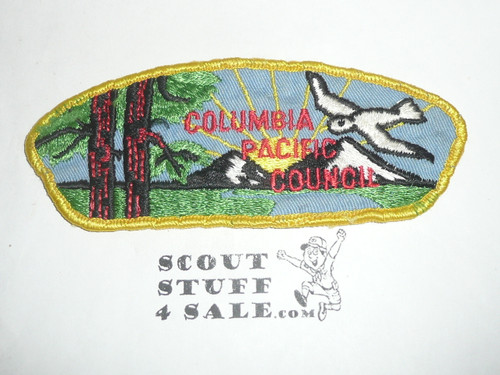 COLUMBIA
PACIFIC
COUNCIL
SCOUT
STUFF
4 SALE.COM